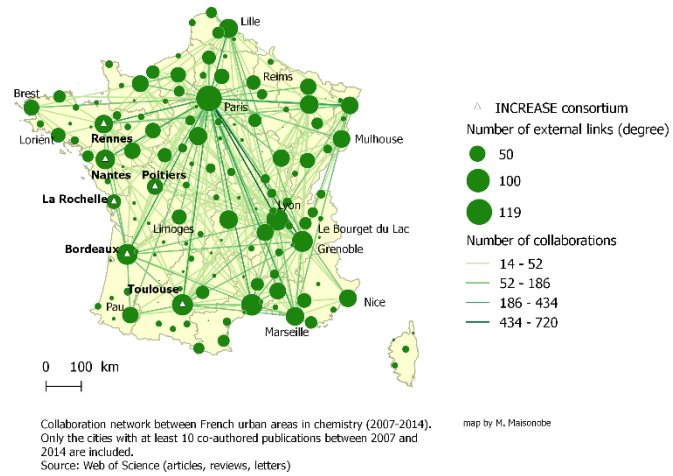 Lille
Reims
Brest
Paris
Rennes
Lorient
Mulhouse
Nantes
Poitiers
La Rochelle
Lyon
Limoges
Le Bourget du Lac
Grenoble
Bordeaux
Toulouse
Nice
Pau
Marseille
INCREASE consortium
Number of external links (degree)
50
100
119
Number of collaborations
14 - 52
52 - 186
186 - 434
434 - 720
0 100 km
Collaboration network between French urban areas in chemistry (2007-2014).
Only the cities with at least 10 co-authored publications between 2007 and
2014 are included.
Source: Web of Science (articles, reviews, letters)
map by M. Maisonobe